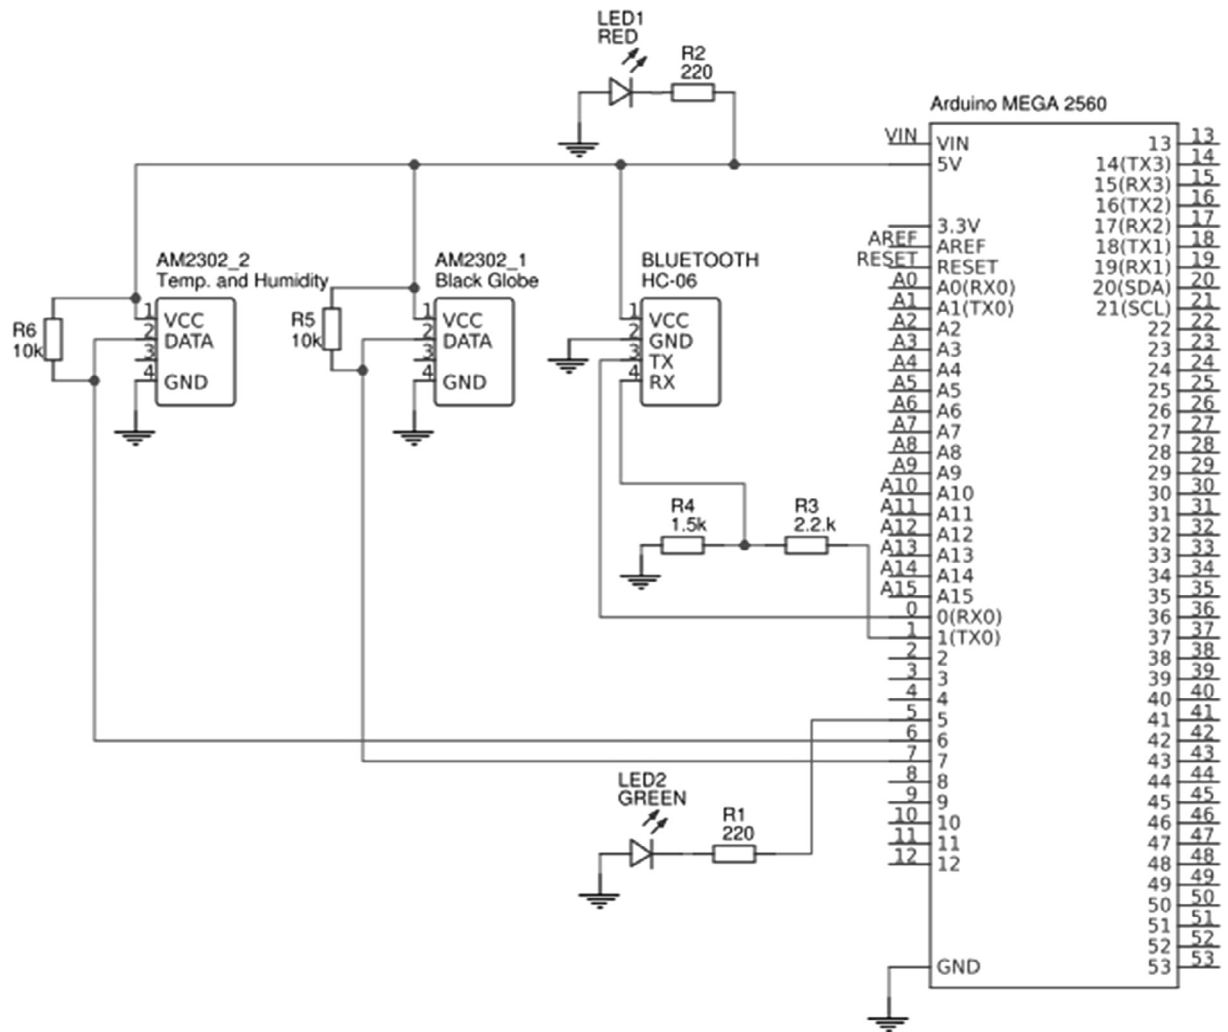 LED1
RED
R2
220
Arduino MEGA 2560
VIN
VIN
13
13
5V
14(TX3)
14
15(RX3)
15
16(TX2)
16
3.3V
17(RX2)
17
AREF
AREF
18(TX1)
18
RESET
RESET
19(RX1)
19
A0
A0(RX0)
20(SDA)
20
A1
A1(TX0)
21(SCL)
21
A2
A2
22
22
A3
A3
23
23
A4
A4
24
24
A5
A5
25
25
A6
A6
26
26
A7
A7
27
27
A8
A8
28
28
A9
A9
29
29
A10
A10
30
30
A11
A11
31
31
A12
A12
32
32
A13
A13
33
33
A14
A14
34
34
A15
A15
35
35
0
0(RX0)
36
36
1
1(TX0)
37
37
2
2
38
38
3
3
39
39
4
4
40
40
5
5
41
41
6
6
42
42
7
7
43
43
8
8
44
44
9
9
45
45
10
10
46
46
11
11
47
47
12
12
48
48
49
49
50
50
51
51
52
52
GND
53
53
AM2302_2
Temp. and Humidity
R6
10k
1
VCC
2
DATA
3
4
GND
AM2302_1
Black Globe
R5
10k
1
VCC
2
DATA
3
4
GND
BLUETOOTH
HC-06
1
VCC
2
GND
3
TX
4
RX
R4
1.5k
R3
2.2.k
LED2
GREEN
R1
220